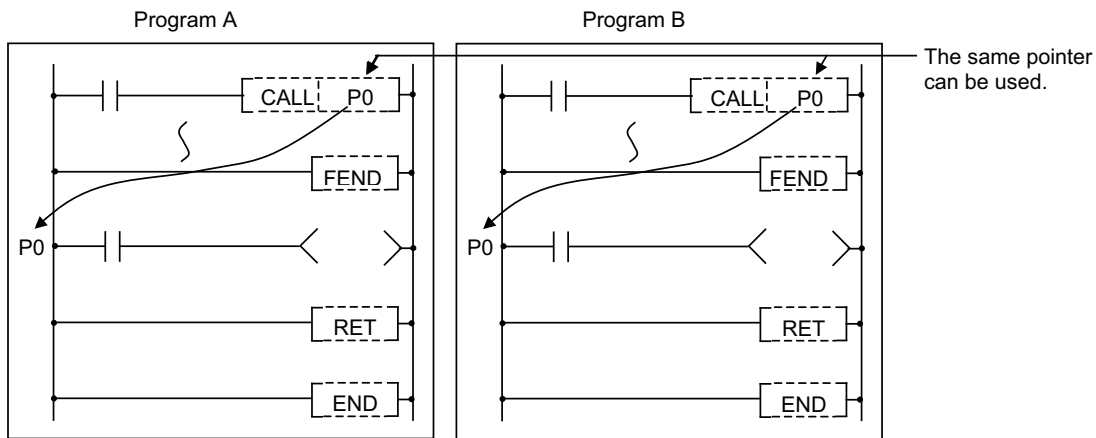 Program A
Program B
The same pointer
can be used.
CALL P0
CALL P0
FEND
FEND
P0
P0
RET
RET
END
END